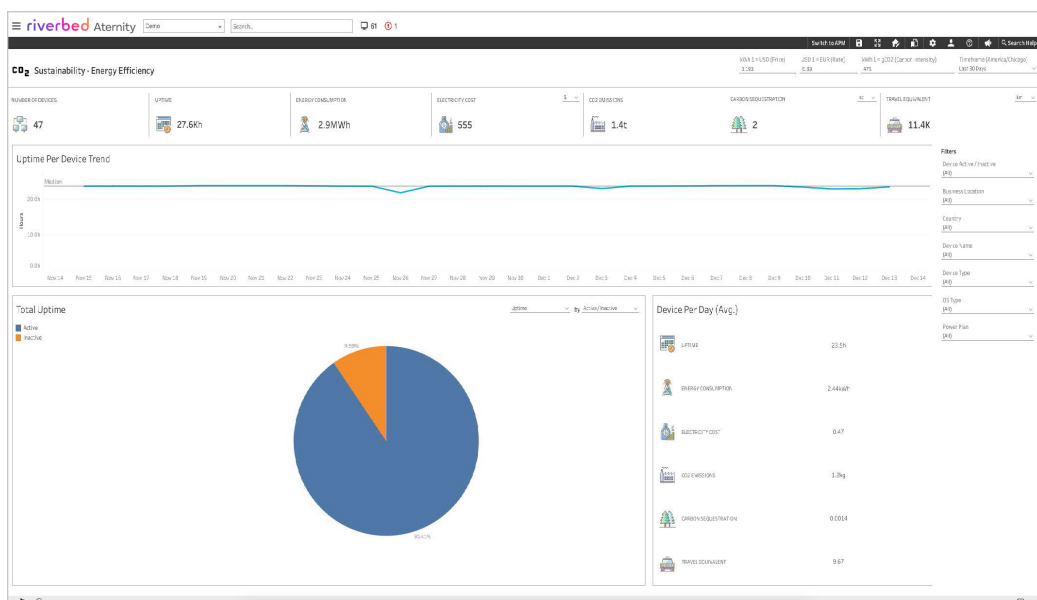 riverbed Aternity Demo Search... 61 1
Switch to APM Search Help
CO2 Sustainability - Energy Efficiency
kWh 1 = USD (Price) USD 1 = EUR (Rate) kWh 1 = gCO2 (Carbon Intensity) Timeframe (America/Chicago)
475 Last 30 Days
NUMBER OF DEVICES UPTIME ENERGY CONSUMPTION ELECTRICITY COST $ CO2 EMISSIONS CARBON SEQUESTRATION TRAVEL EQUIVALENT km
47 27.6Kh 2.9MWh 555 1.4t 2 11.4K
Uptime Per Device Trend
Median
20.0h
10.0h
0.0h
Hours
Nov 14 Nov 15 Nov 16 Nov 17 Nov 18 Nov 19 Nov 20 Nov 21 Nov 22 Nov 23 Nov 24 Nov 25 Nov 26 Nov 27 Nov 28 Nov 29 Nov 30 Dec 1 Dec 2 Dec 3 Dec 4 Dec 5 Dec 6 Dec 7 Dec 8 Dec 9 Dec 10 Dec 11 Dec 12 Dec 13 Dec 14
Filters
Device Active / Inactive
(All)
Business Location
(All)
Country
(All)
Device Name
(All)
Device Type
(All)
OS Type
(All)
Power Plan
(All)
Total Uptime
Uptime by Active/Inactive
Active
Inactive
9.59%
90.41%
Device Per Day (Avg.)
UPTIME 23.5h
ENERGY CONSUMPTION 2.44kWh
ELECTRICITY COST 0.47
CO2 EMISSIONS
CARBON SEQUESTRATION 0.0014
TRAVEL EQUIVALENT 9.67